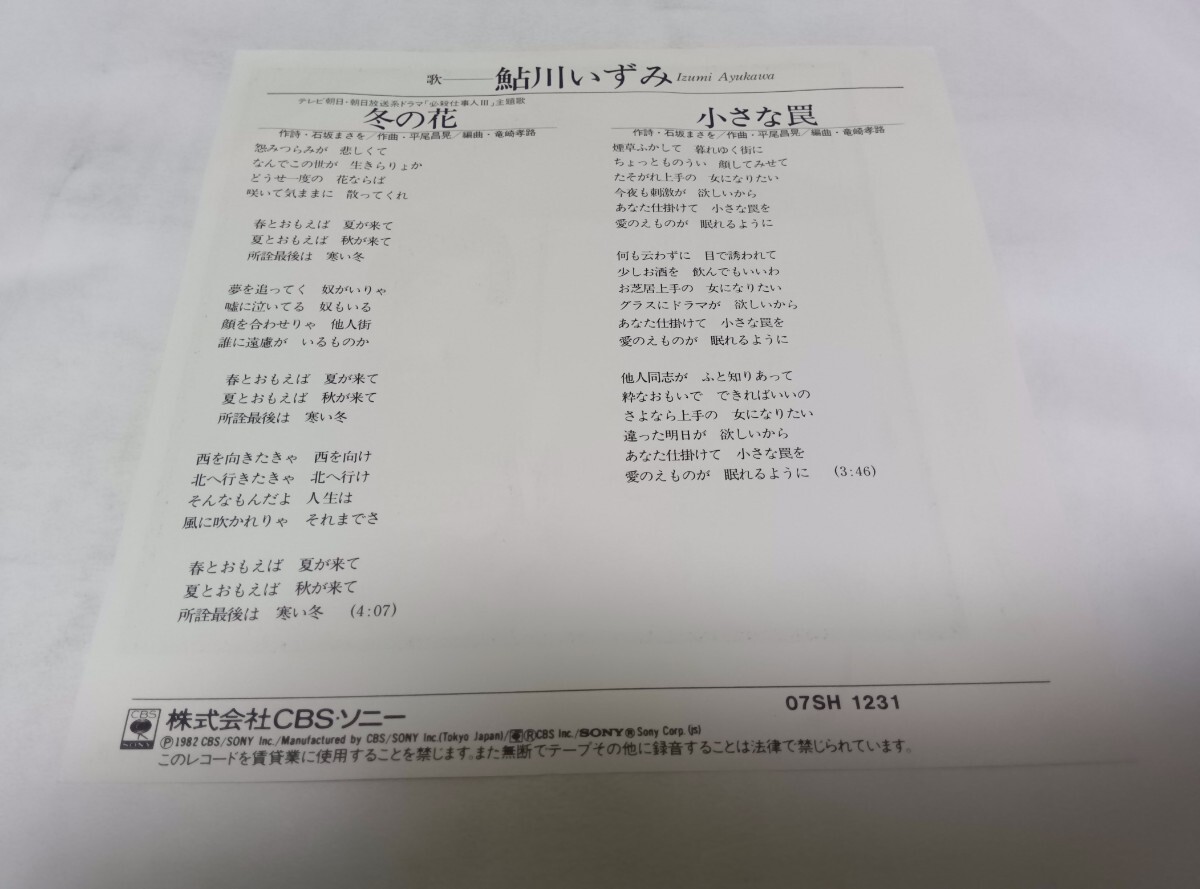 歌――鮎川いずみ Izumi Ayukawa
テレビ朝日・朝日放送系ドラマ「必殺仕事人III」主題歌
冬の花
作詩・石坂まさを/作曲・平尾昌晃/編曲・竜崎孝路
怨みつらみが 悲しくて
なんでこの世が 生きらりょか
どうせ一度の 花ならば
咲いて気ままに 散ってくれ
春とおもえば 夏が来て
夏とおもえば 秋が来て
所詮最後は 寒い冬
夢を追ってく 奴がいりゃ
嘘に泣いてる 奴もいる
顔を合わせりゃ 他人街
誰に遠慮が いるものか
春とおもえば 夏が来て
夏とおもえば 秋が来て
所詮最後は 寒い冬
西を向きたきゃ 西を向け
北へ行きたきゃ 北へ行け
そんなもんだよ 人生は
風に吹かれりゃ それまでさ
春とおもえば 夏が来て
夏とおもえば 秋が来て
所詮最後は 寒い冬 (4:07)
小さな罠
作詩・石坂まさを/作曲・平尾昌晃/編曲・竜崎孝路
煙草ふかして 暮れゆく街に
ちょっとものうい 顔してみせて
たそがれ上手の 女になりたい
今夜も刺激が 欲しいから
あなた仕掛けて 小さな罠を
愛のえものが 眠れるように
何も云わずに 目で誘われて
少しお酒を 飲んでもいいわ
お芝居上手の 女になりたい
グラスにドラマが 欲しいから
あなた仕掛けて 小さな罠を
愛のえものが 眠れるように
他人同志が ふと知りあって
粋なおもいで できればいいの
さよなら上手の 女になりたい
違った明日が 欲しいから
あなた仕掛けて 小さな罠を
愛のえものが 眠れるように (3:46)
07SH 1231
CBS SONY 株式会社CBS・ソニー
Ⓟ1982 CBS/SONY Inc./Manufactured by CBS/SONY Inc.(Tokyo Japan)/ⓇCBS Inc./SONY® Sony Corp. (js)
このレコードを賃貸業に使用することを禁じます。また無断でテープその他に録音することは法律で禁じられています。